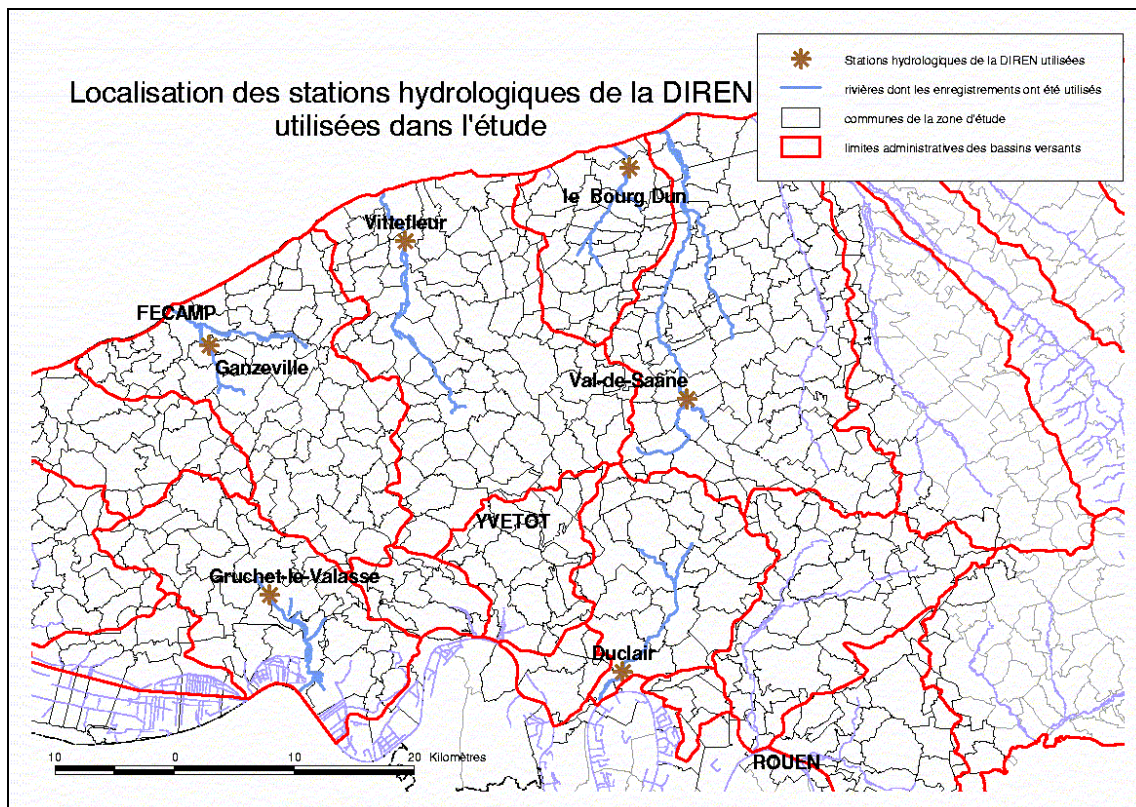 Localisation des stations hydrologiques de la DIREN
utilisées dans l'étude
Stations hydrologiques de la DIREN utilisées
rivières dont les enregistrements ont été utilisés
communes de la zone d'étude
limites administratives des bassins versants
le Bourg Dun
Vittefleur
FECAMP
Ganzeville
Val-de-Saâne
YVETOT
Gruchet-le-Valasse
Duclair
ROUEN
10 0 10 20 Kilomètres